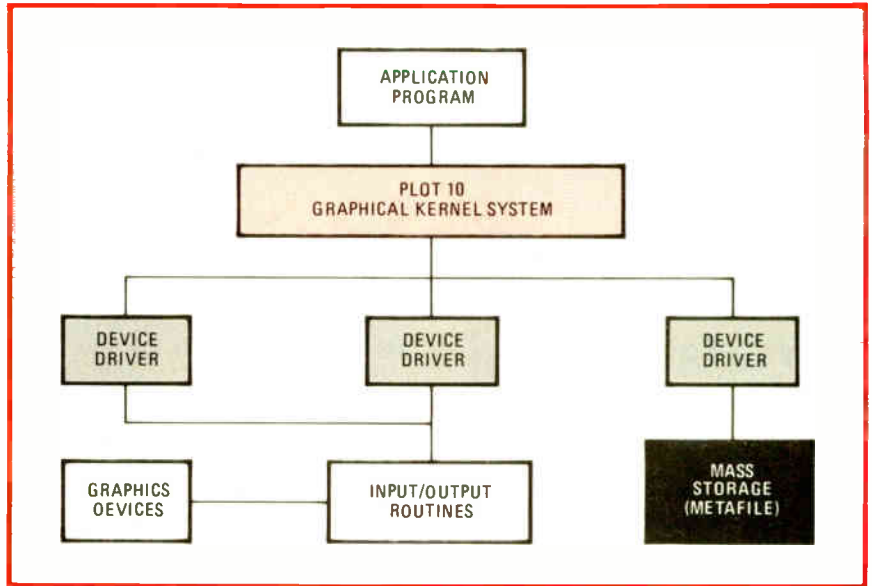 APPLICATION
PROGRAM
PLOT 10
GRAPHICAL KERNEL SYSTEM
DEVICE
DRIVER
DEVICE
DRIVER
DEVICE
DRIVER
GRAPHICS
OEVICES
INPUT/OUTPUT
ROUTINES
MASS
STORAGE
(METAFILE)